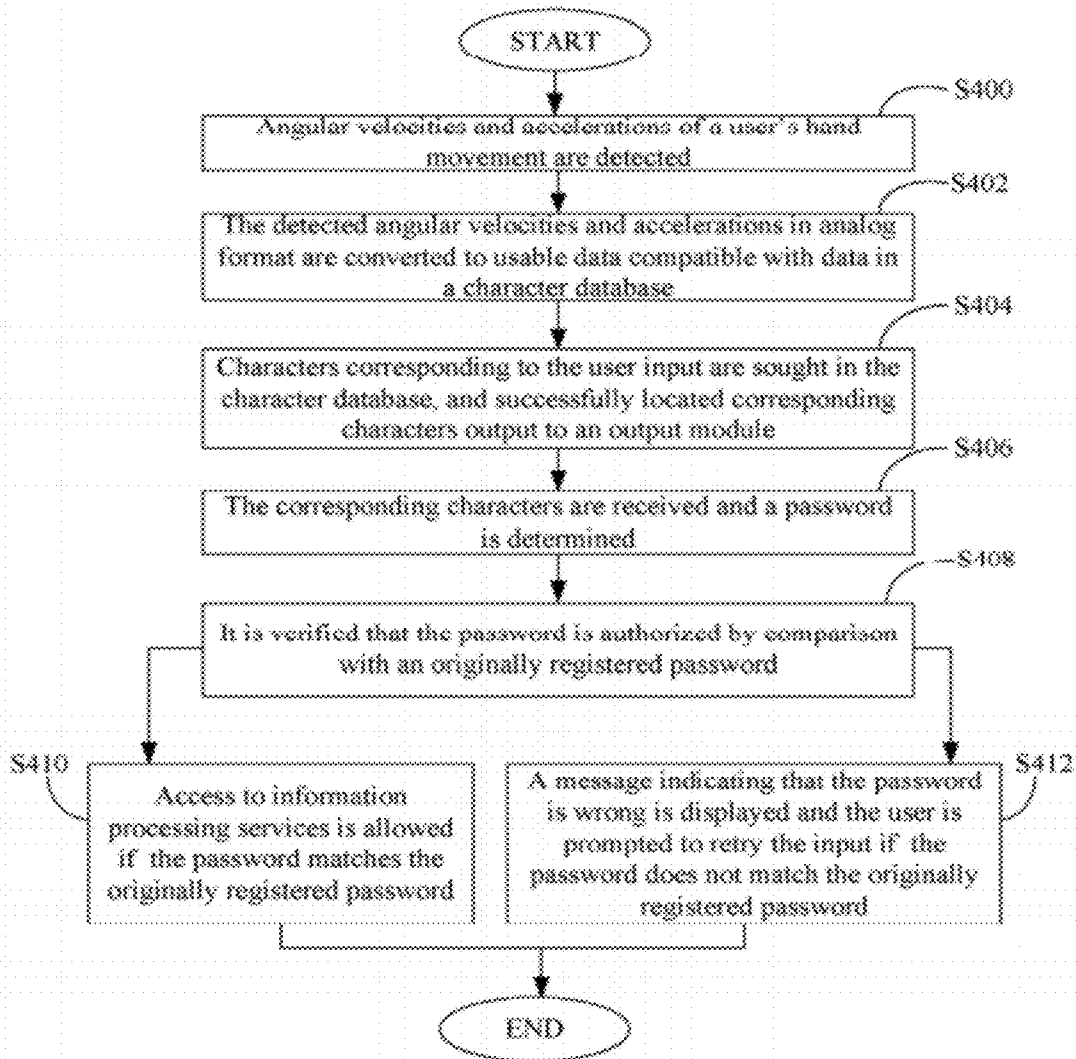 START
S400
Angular velocities and accelerations of a user's hand
movement are detected
S402
The detected angular velocities and accelerations in analog
format are converted to usable data compatible with data in
a character database
S404
Characters corresponding to the user input are sought in the
character database, and successfully located corresponding
characters output to an output module
S406
The corresponding characters are received and a password
is determined
S408
It is verified that the password is authorized by comparison
with an originally registered password
S410
Access to information
processing services is allowed
if the password matches the
originally registered password
S412
A message indicating that the password
is wrong is displayed and the user is
prompted to retry the input if the
password does not match the originally
registered password
END